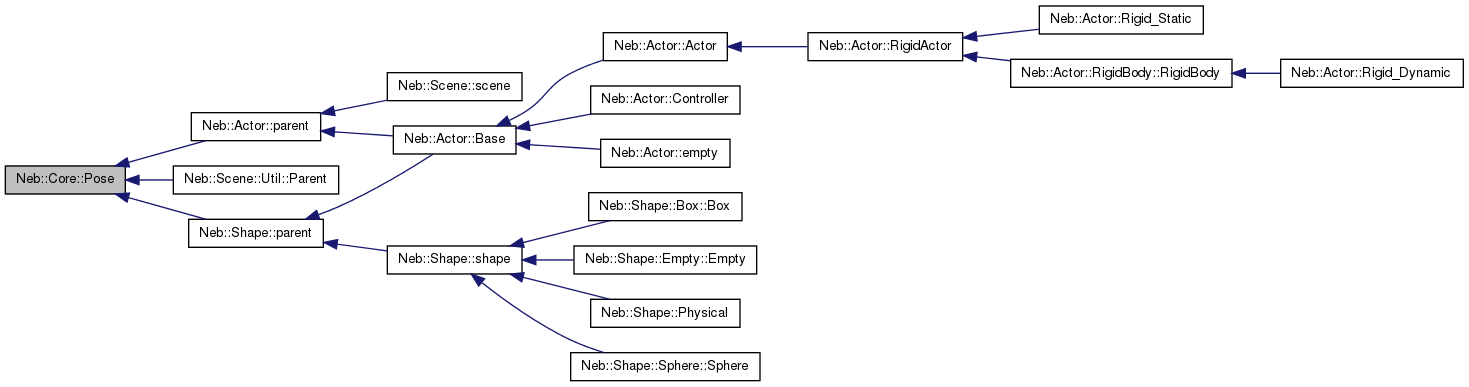 Neb::Actor::Rigid_Static
Neb::Actor::Actor
Neb::Actor::RigidActor
Neb::Actor::RigidBody::RigidBody
Neb::Actor::Rigid_Dynamic
Neb::Scene::scene
Neb::Actor::Controller
Neb::Actor::parent
Neb::Actor::Base
Neb::Actor::empty
Neb::Core::Pose
Neb::Scene::Util::Parent
Neb::Shape::Box::Box
Neb::Shape::parent
Neb::Shape::shape
Neb::Shape::Empty::Empty
Neb::Shape::Physical
Neb::Shape::Sphere::Sphere